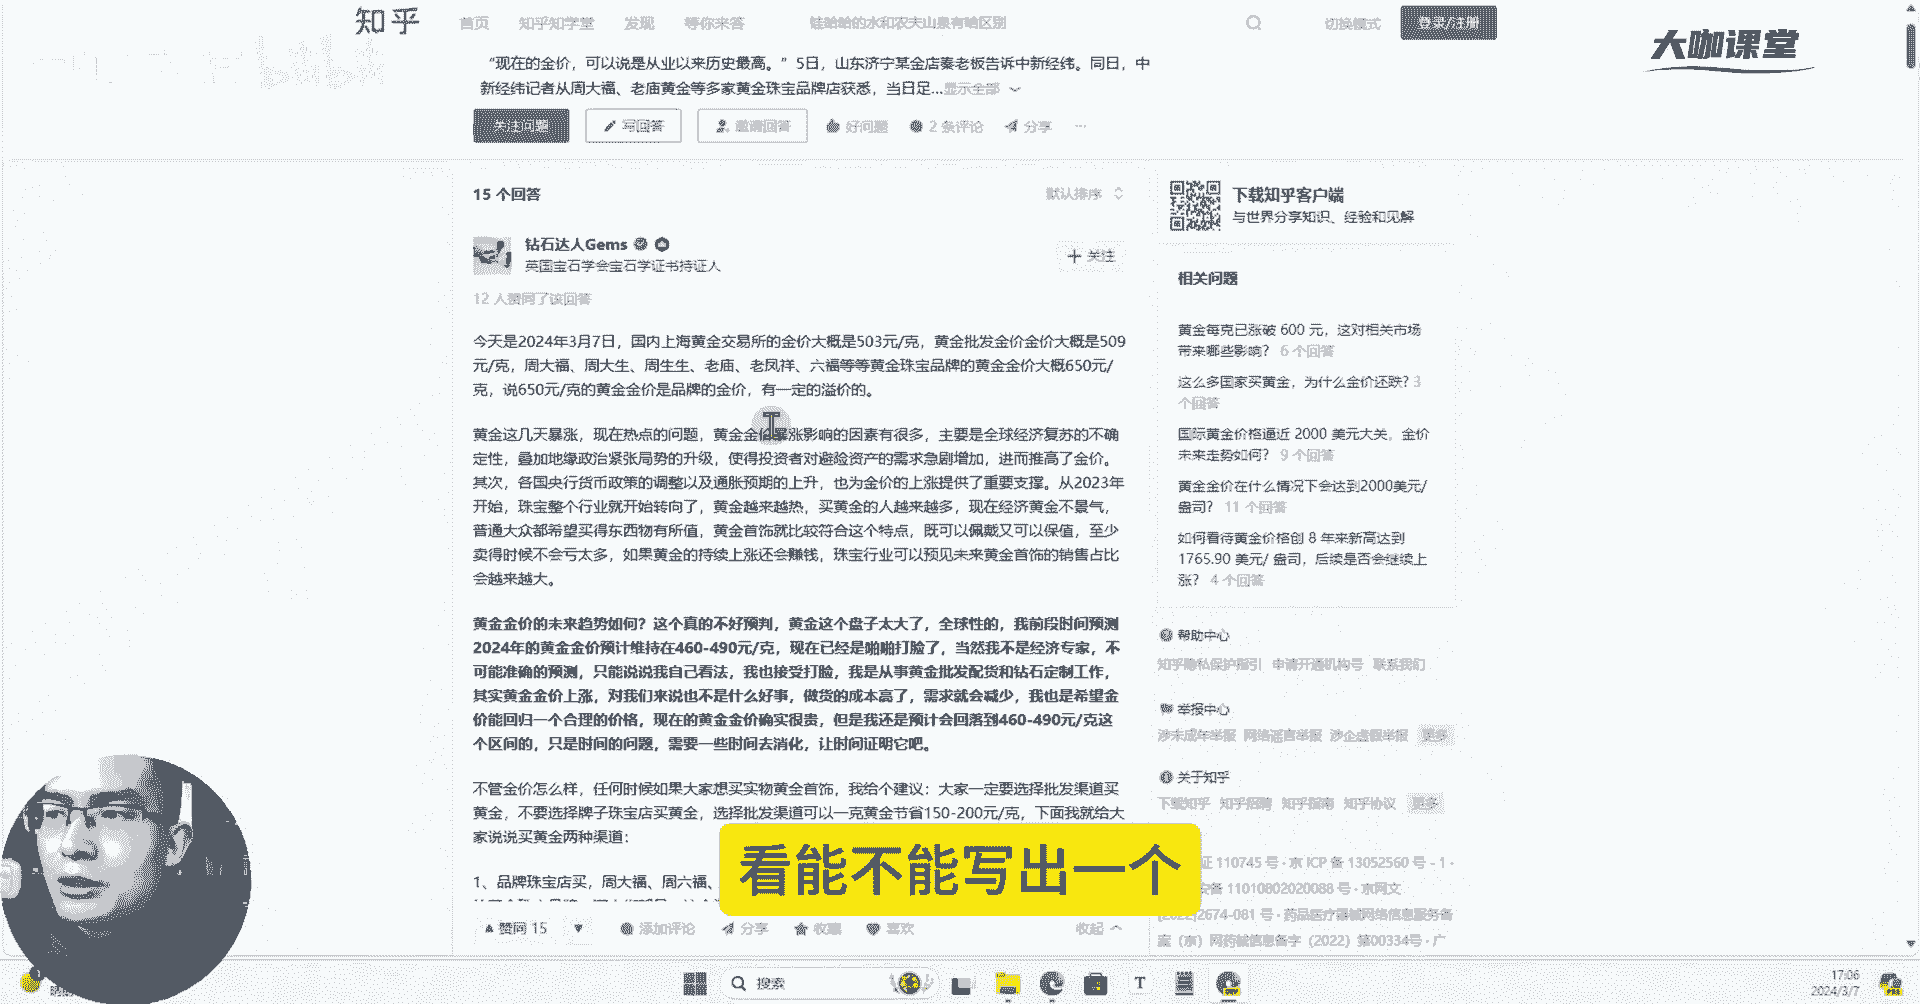 知乎
首页 知乎知学堂 发现 等你来答 娃哈哈的水和农夫山泉有啥区别 切换模式 登录/注册
大咖课堂
“现在的金价，可以说是从业以来历史最高。”5日，山东济宁某金店秦老板告诉中新经纬。同日，中
新经纬记者从周大福、老庙黄金等多家黄金珠宝品牌店获悉，当日足...显示全部
关注问题 写回答 邀请回答 好问题 2 条评论 分享 ···
15 个回答 默认排序
钻石达人Gems
英国宝石学会宝石学证书持证人
+ 关注
12 人赞同了该回答
今天是2024年3月7日，国内上海黄金交易所的金价大概是503元/克，黄金批发金价金价大概是509
元/克，周大福、周大生、周生生、老庙、老凤祥、六福等等黄金珠宝品牌的黄金金价大概650元/
克，说650元/克的黄金金价是品牌的金价，有一定的溢价的。
黄金这几天暴涨，现在热点的问题，黄金金价暴涨影响的因素有很多，主要是全球经济复苏的不确
定性，叠加地缘政治紧张局势的升级，使得投资者对避险资产的需求急剧增加，进而推高了金价。
其次，各国央行货币政策的调整以及通胀预期的上升，也为金价的上涨提供了重要支撑。从2023年
开始，珠宝整个行业就开始转向了，黄金越来越热，买黄金的人越来越多，现在经济黄金不景气，
普通大众都希望买得东西物有所值，黄金首饰就比较符合这个特点，既可以佩戴又可以保值，至少
卖得时候不会亏太多，如果黄金的持续上涨还会赚钱，珠宝行业可以预见未来黄金首饰的销售占比
会越来越大。
黄金金价的未来趋势如何？这个真的不好预判，黄金这个盘子太大了，全球性的，我前段时间预测
2024年的黄金金价预计维持在460-490元/克，现在已经是啪啪打脸了，当然我不是经济专家，不
可能准确的预测，只能说说我自己看法，我也接受打脸，我是从事黄金批发配货和钻石定制工作，
其实黄金金价上涨，对我们来说也不是什么好事，做货的成本高了，需求就会减少，我也是希望金
价能回归一个合理的价格，现在的黄金金价确实很贵，但是我还是预计会回落到460-490元/克这
个区间的，只是时间的问题，需要一些时间去消化，让时间证明它吧。
不管金价怎么样，任何时候如果大家想买实物黄金首饰，我给个建议：大家一定要选择批发渠道买
黄金，不要选择牌子珠宝店买黄金，选择批发渠道可以一克黄金节省150-200元/克，下面我就给大
家说说买黄金两种渠道：
1、品牌珠宝店买，周大福、周六福、
赞同 15 添加评论 分享 收藏 喜欢 收起
看能不能写出一个
下载知乎客户端
与世界分享知识、经验和见解
相关问题
黄金每克已涨破 600 元，这对相关市场
带来哪些影响？ 6 个回答
这么多国家买黄金，为什么金价还跌? 3
个回答
国际黄金价格逼近 2000 美元大关，金价
未来走势如何？ 9 个回答
黄金金价在什么情况下会达到2000美元/
盎司？ 11 个回答
如何看待黄金价格创 8 年来新高达到
1765.90 美元/ 盎司，后续是否会继续上
涨？ 4 个回答
帮助中心
知乎隐私保护指引 申请开通机构号 联系我们
举报中心
涉未成年举报 网络谣言举报 涉企虚假举报 更多
关于知乎
下载知乎 知乎招聘 知乎指南 知乎协议 更多
证 110745 号 · 京 ICP 备 13052560 号 - 1 ·
安备 11010802020088 号 · 京网文
[2022]2674-081 号 · 药品医疗器械网络信息服务备
案（京）网药械信息备字（2022）第00334号 · 广
搜索
17:06
2024/3/7